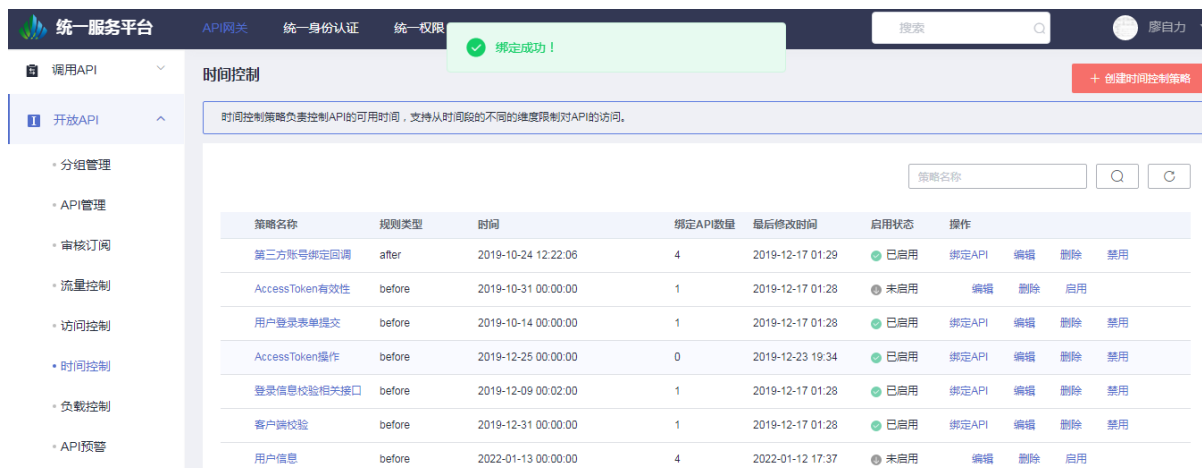 统一服务平台 API网关 统一身份认证 统一权限 绑定成功！ 搜索 廖自力
调用API
时间控制
+ 创建时间控制策略
开放API
时间控制策略负责控制API的可用时间，支持从时间段的不同的维度限制对API的访问。
分组管理
策略名称
API管理
策略名称 规则类型 时间 绑定API数量 最后修改时间 启用状态 操作
审核订阅
第三方账号绑定回调 after 2019-10-24 12:22:06 4 2019-12-17 01:29 已启用 绑定API 编辑 删除 禁用
流量控制
AccessToken有效性 before 2019-10-31 00:00:00 1 2019-12-17 01:28 未启用 编辑 删除 启用
访问控制
用户登录表单提交 before 2019-10-14 00:00:00 1 2019-12-17 01:28 已启用 绑定API 编辑 删除 禁用
时间控制
AccessToken操作 before 2019-12-25 00:00:00 0 2019-12-23 19:34 已启用 绑定API 编辑 删除 禁用
登录信息校验相关接口 before 2019-12-09 00:02:00 1 2019-12-17 01:28 已启用 绑定API 编辑 删除 禁用
负载控制
客户端校验 before 2019-12-31 00:00:00 1 2019-12-17 01:28 已启用 绑定API 编辑 删除 禁用
API预警
用户信息 before 2022-01-13 00:00:00 4 2022-01-12 17:37 未启用 编辑 删除 启用